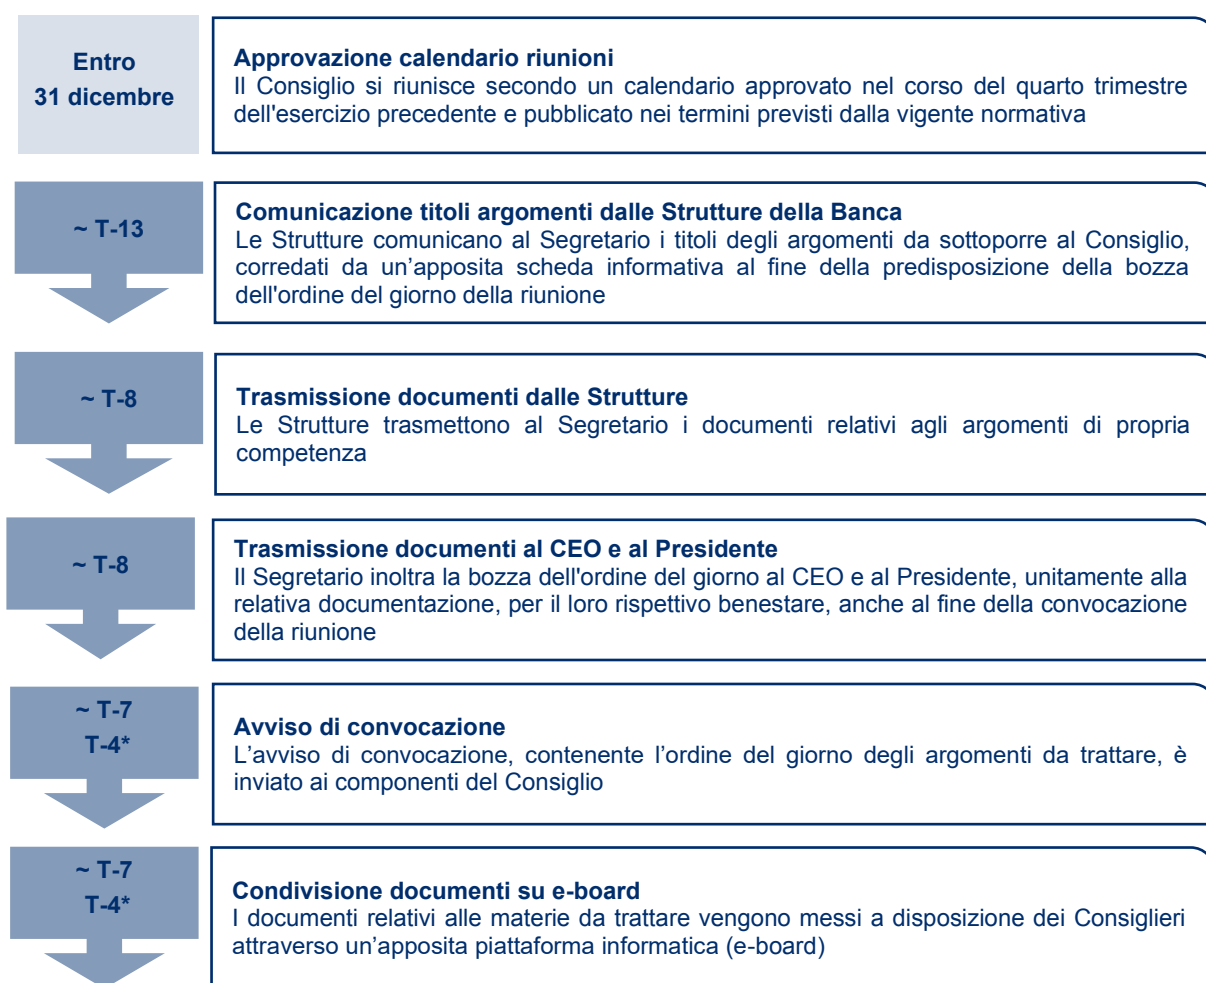 Entro
31 dicembre
Approvazione calendario riunioni
Il Consiglio si riunisce secondo un calendario approvato nel corso del quarto trimestre
dell'esercizio precedente e pubblicato nei termini previsti dalla vigente normativa
~ T-13
Comunicazione titoli argomenti dalle Strutture della Banca
Le Strutture comunicano al Segretario i titoli degli argomenti da sottoporre al Consiglio,
corredati da un’apposita scheda informativa al fine della predisposizione della bozza
dell'ordine del giorno della riunione
~ T-8
Trasmissione documenti dalle Strutture
Le Strutture trasmettono al Segretario i documenti relativi agli argomenti di propria
competenza
~ T-8
Trasmissione documenti al CEO e al Presidente
Il Segretario inoltra la bozza dell'ordine del giorno al CEO e al Presidente, unitamente alla
relativa documentazione, per il loro rispettivo benestare, anche al fine della convocazione
della riunione
~ T-7
T-4*
Avviso di convocazione
L’avviso di convocazione, contenente l’ordine del giorno degli argomenti da trattare, è
inviato ai componenti del Consiglio
~ T-7
T-4*
Condivisione documenti su e-board
I documenti relativi alle materie da trattare vengono messi a disposizione dei Consiglieri
attraverso un’apposita piattaforma informatica (e-board)